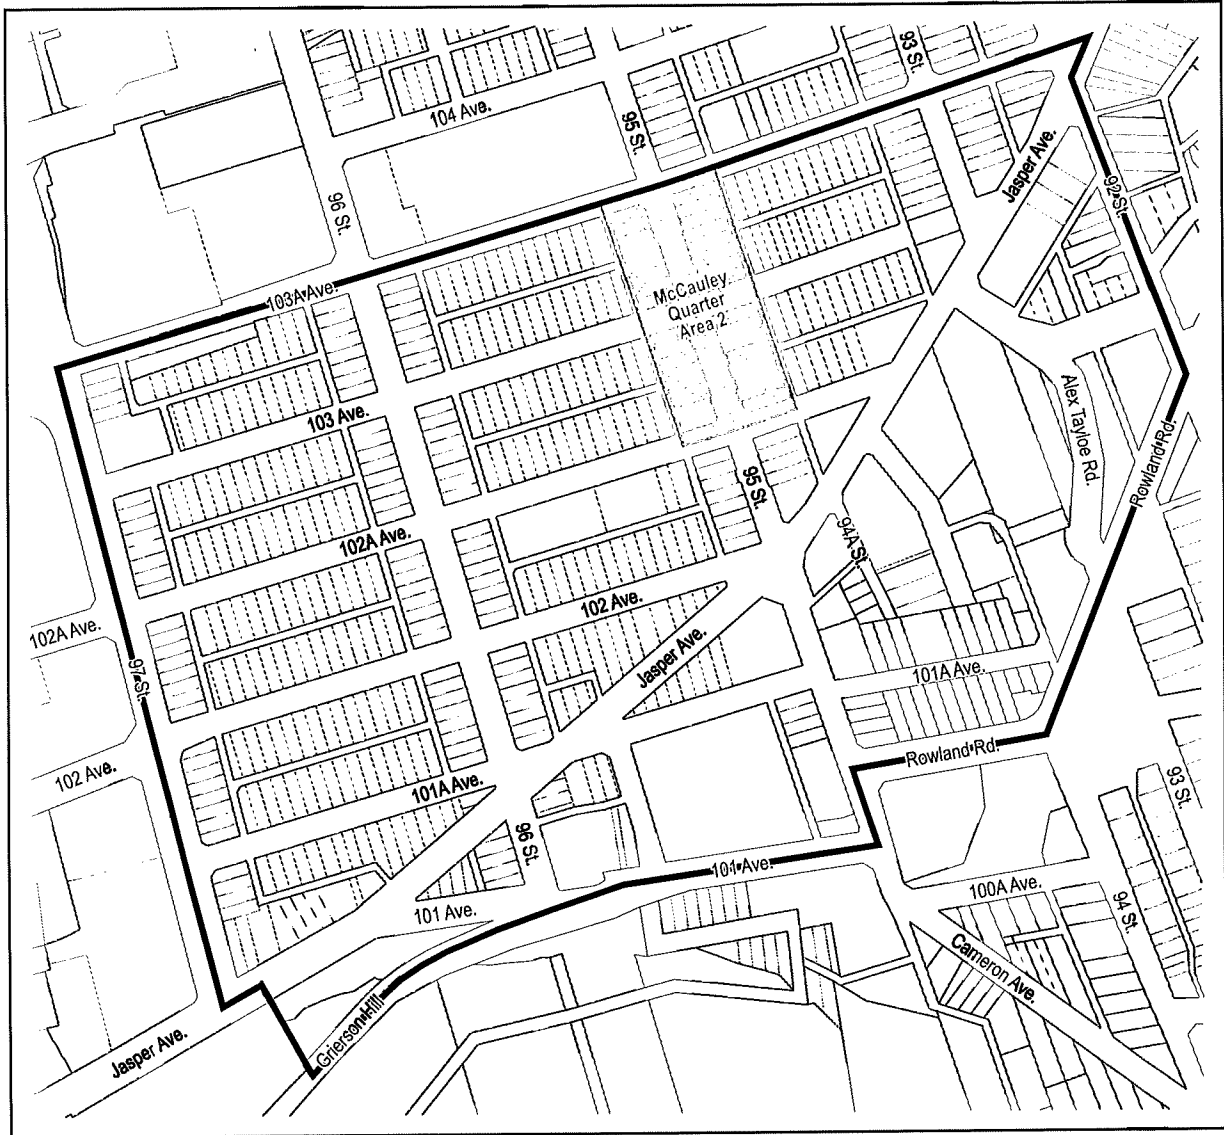 93 St.
104 Ave.
95 St.
Jasper Ave.
96 St.
92 St.
103A Ave.
McCauley
Quarter
Area 2
103 Ave.
Alex Tayloe Rd.
Rowland Rd.
95 St.
102A Ave.
94A St.
102 Ave.
102A Ave.
97 St.
Jasper Ave.
101A Ave.
Rowland Rd.
102 Ave.
101A Ave.
93 St.
96 St.
101 Ave.
100A Ave.
101 Ave.
94 St.
Cameron Ave.
Grierson Hill
Jasper Ave.